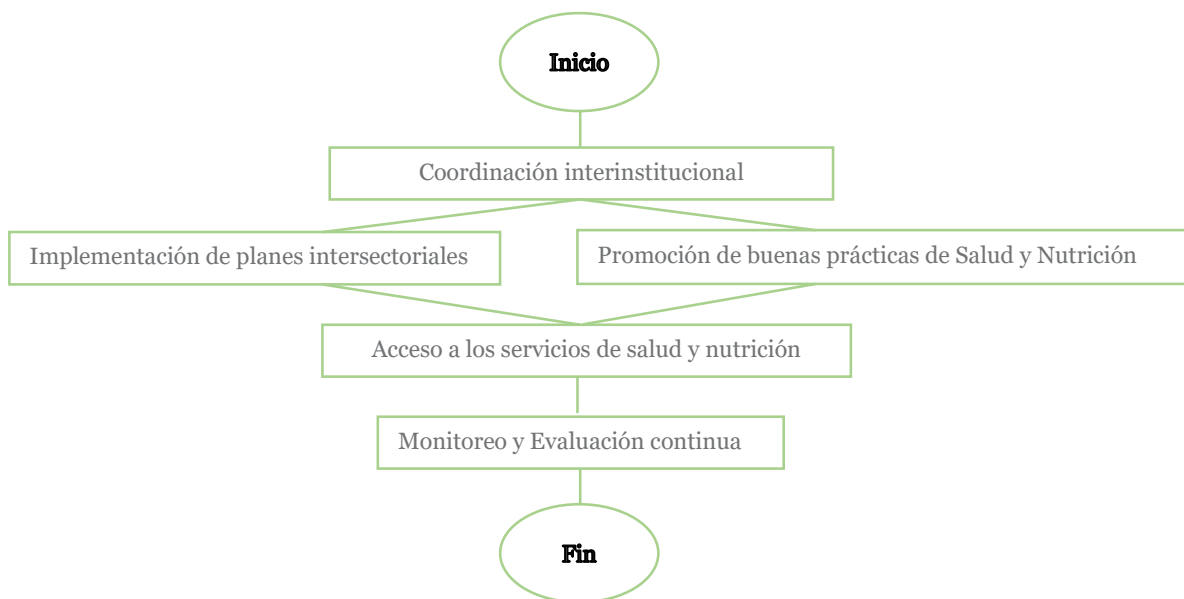 Inicio
Coordinación interinstitucional
Implementación de planes intersectoriales
Promoción de buenas prácticas de Salud y Nutrición
Acceso a los servicios de salud y nutrición
Monitoreo y Evaluación continua
Fin